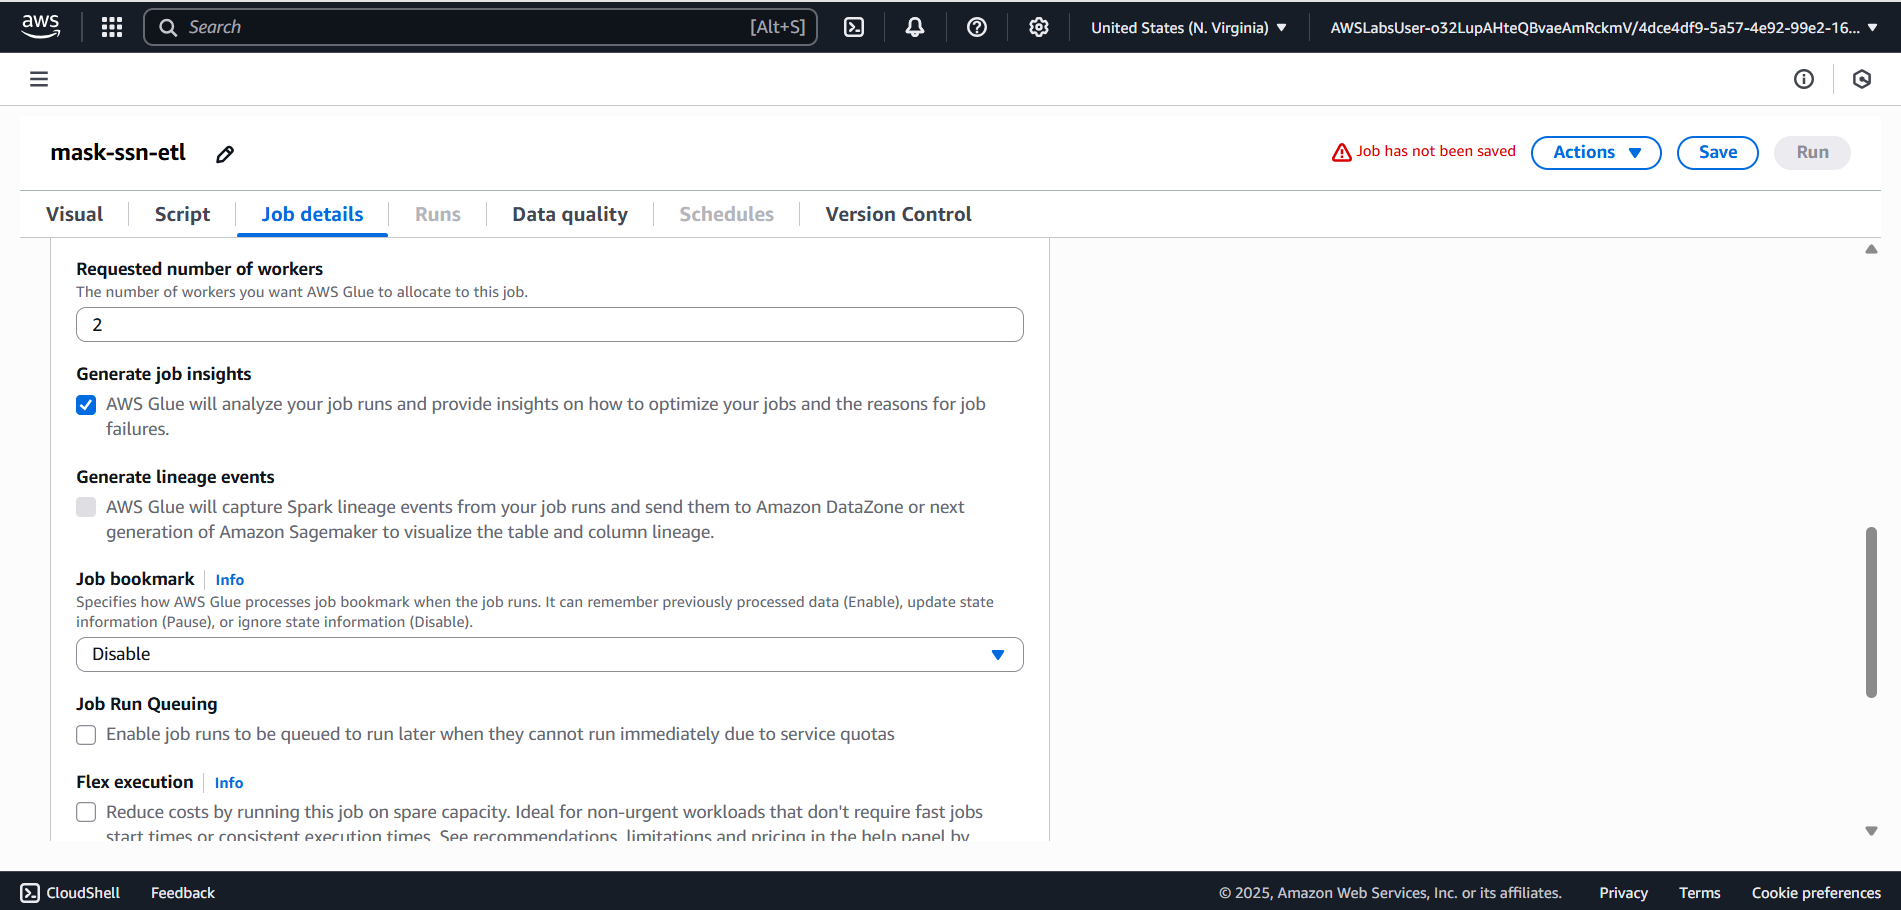 aws
Search [Alt+S]
United States (N. Virginia)
AWSLabsUser-o32LupAHteQBvaeAmRckmV/4dce4df9-5a57-4e92-99e2-16...
mask-ssn-etl
Job has not been saved
Actions
Save
Run
Visual
Script
Job details
Runs
Data quality
Schedules
Version Control
Requested number of workers
The number of workers you want AWS Glue to allocate to this job.
2
Generate job insights
AWS Glue will analyze your job runs and provide insights on how to optimize your jobs and the reasons for job
failures.
Generate lineage events
AWS Glue will capture Spark lineage events from your job runs and send them to Amazon DataZone or next
generation of Amazon Sagemaker to visualize the table and column lineage.
Job bookmark Info
Specifies how AWS Glue processes job bookmark when the job runs. It can remember previously processed data (Enable), update state
information (Pause), or ignore state information (Disable).
Disable
Job Run Queuing
Enable job runs to be queued to run later when they cannot run immediately due to service quotas
Flex execution Info
Reduce costs by running this job on spare capacity. Ideal for non-urgent workloads that don't require fast jobs
start times or consistent execution times. See recommendations, limitations and pricing in the help panel by
CloudShell
Feedback
© 2025, Amazon Web Services, Inc. or its affiliates.
Privacy
Terms
Cookie preferences